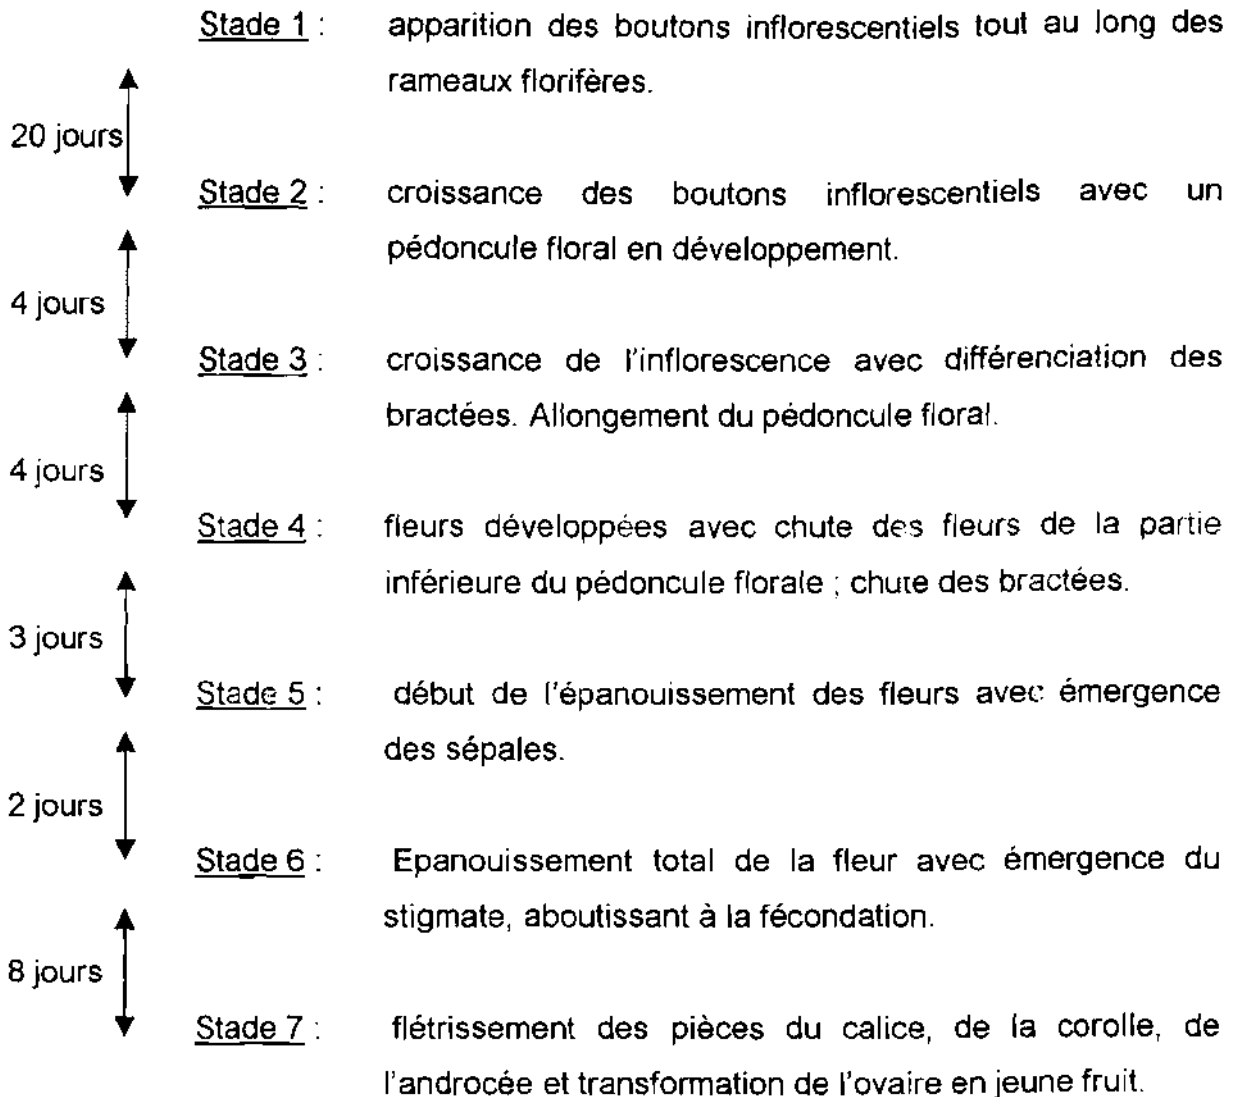 Stade 1 : apparition des boutons inflorescentiels tout au long des
rameaux florifères.
20 jours
Stade 2 : croissance des boutons inflorescentiels avec un
pédoncule floral en développement.
4 jours
Stade 3 : croissance de l'inflorescence avec différenciation des
bractées. Allongement du pédoncule floral.
4 jours
Stade 4 : fleurs développées avec chute des fleurs de la partie
inférieure du pédoncule florale ; chute des bractées.
3 jours
Stade 5 : début de l'épanouissement des fleurs avec émergence
des sépales.
2 jours
Stade 6 : Epanouissement total de la fleur avec émergence du
stigmate, aboutissant à la fécondation.
8 jours
Stade 7 : flétrissement des pièces du calice, de la corolle, de
l'androcée et transformation de l'ovaire en jeune fruit.